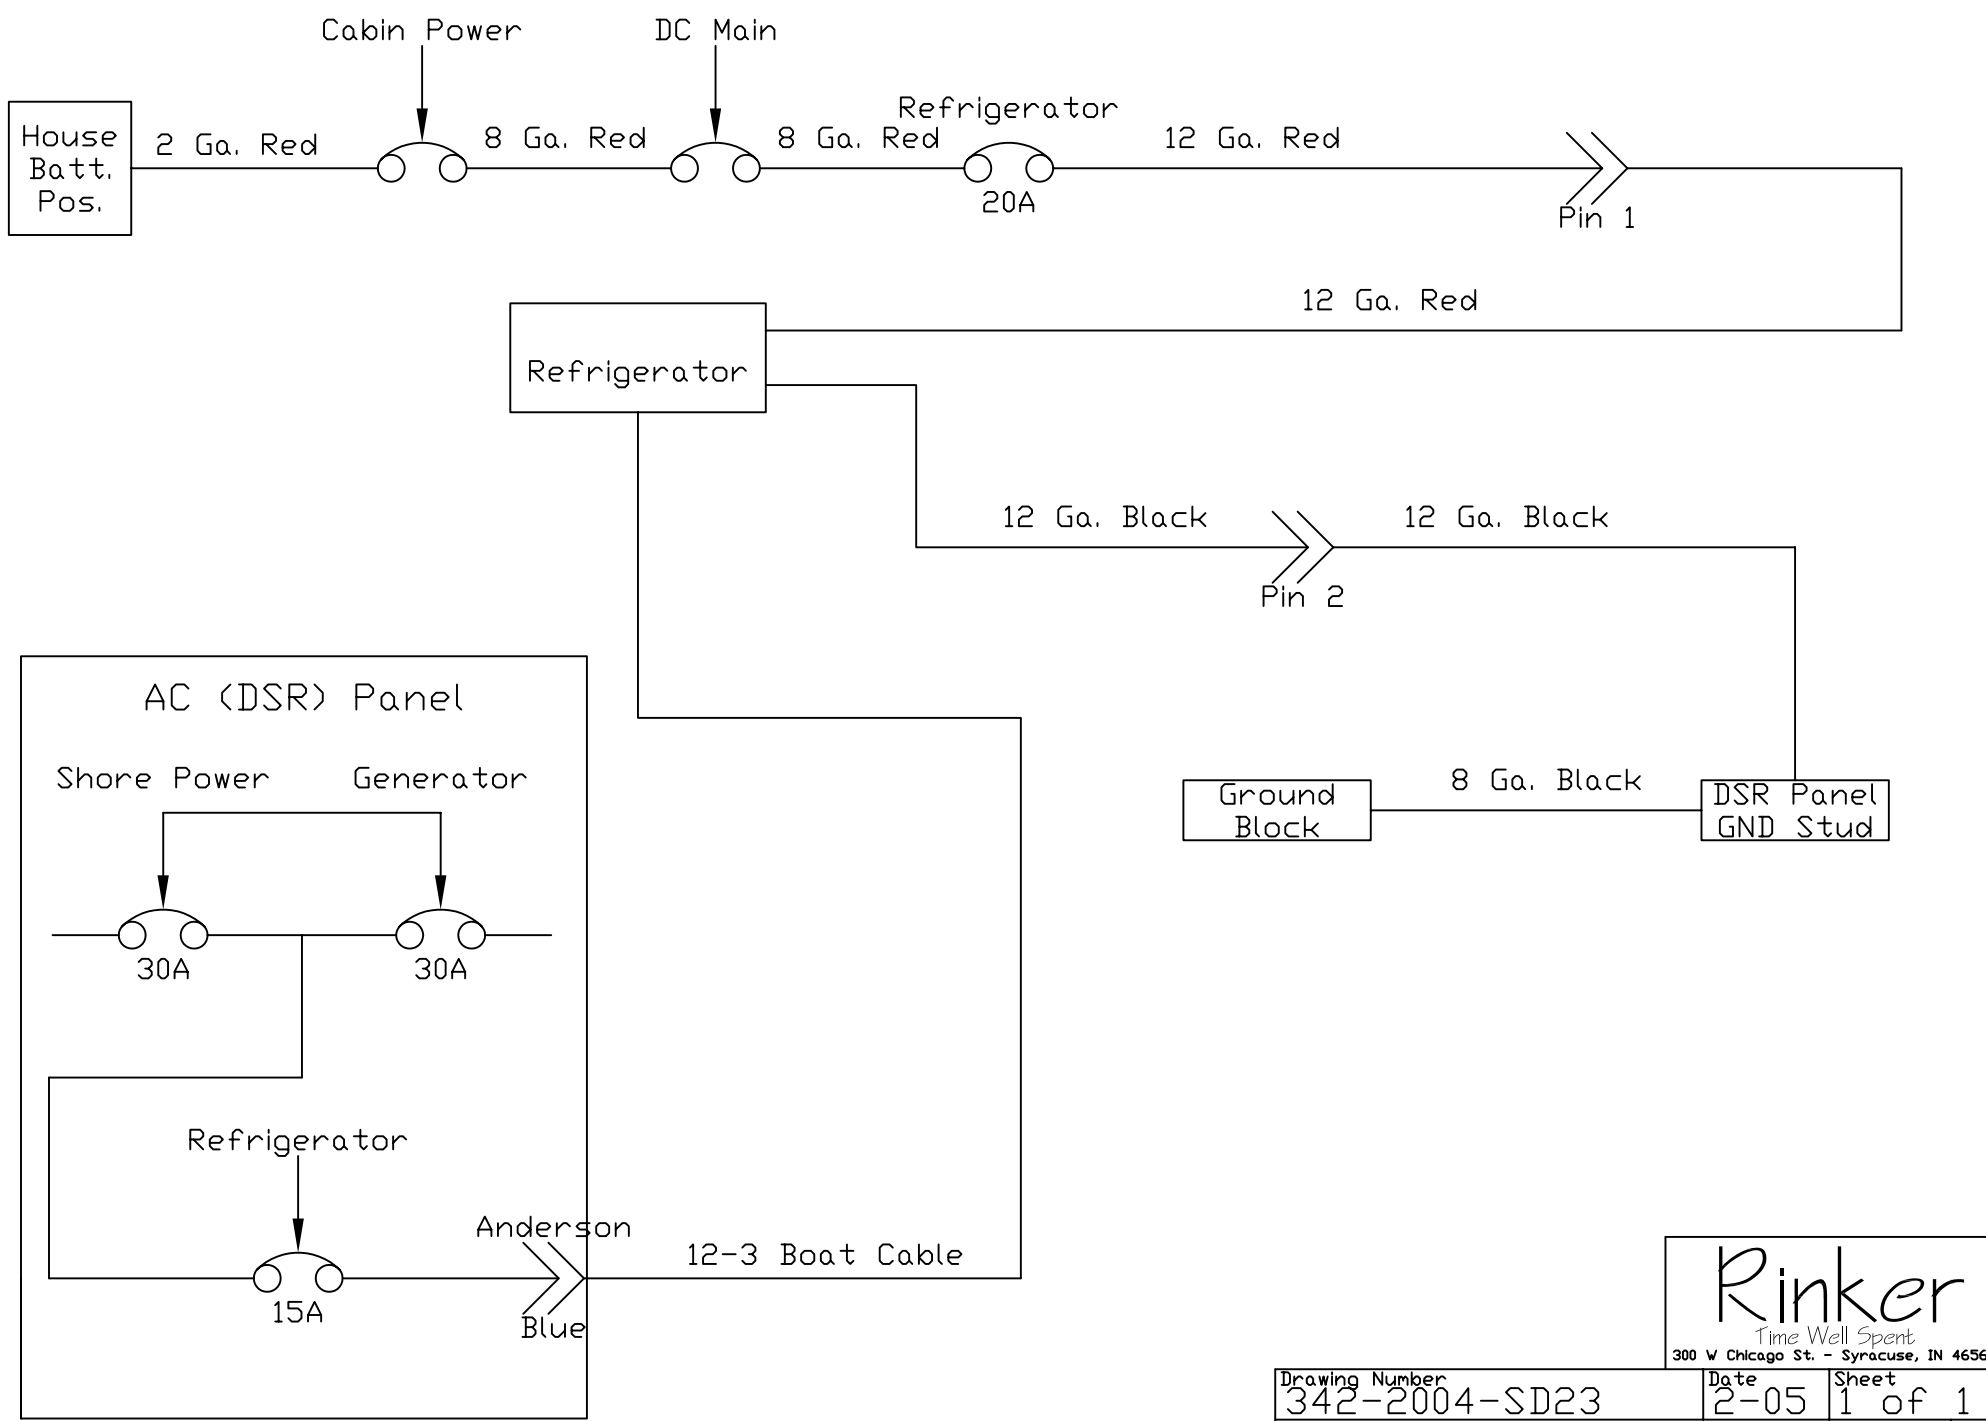 Cabin Power
DC Main
House
Batt.
Pos.
2 Ga. Red
8 Ga. Red
8 Ga. Red
Refrigerator
20A
12 Ga. Red
Pin 1
12 Ga. Red
Refrigerator
12 Ga. Black
Pin 2
12 Ga. Black
AC (DSR) Panel
Shore Power
Generator
30A
30A
Ground
Block
8 Ga. Black
DSR Panel
GND Stud
Refrigerator
15A
Anderson
Blue
12-3 Boat Cable
Rinker
Time Well Spent
300 W Chicago St. - Syracuse, IN 4656
Drawing Number
342-2004-SD23
Date
2-05
Sheet
1 of 1